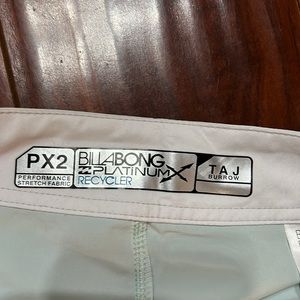 PX2
PERFORMANCE
STRETCH FABRIC
BILLABONG
PLATINUM X
RECYCLER
TAJ
BURROW